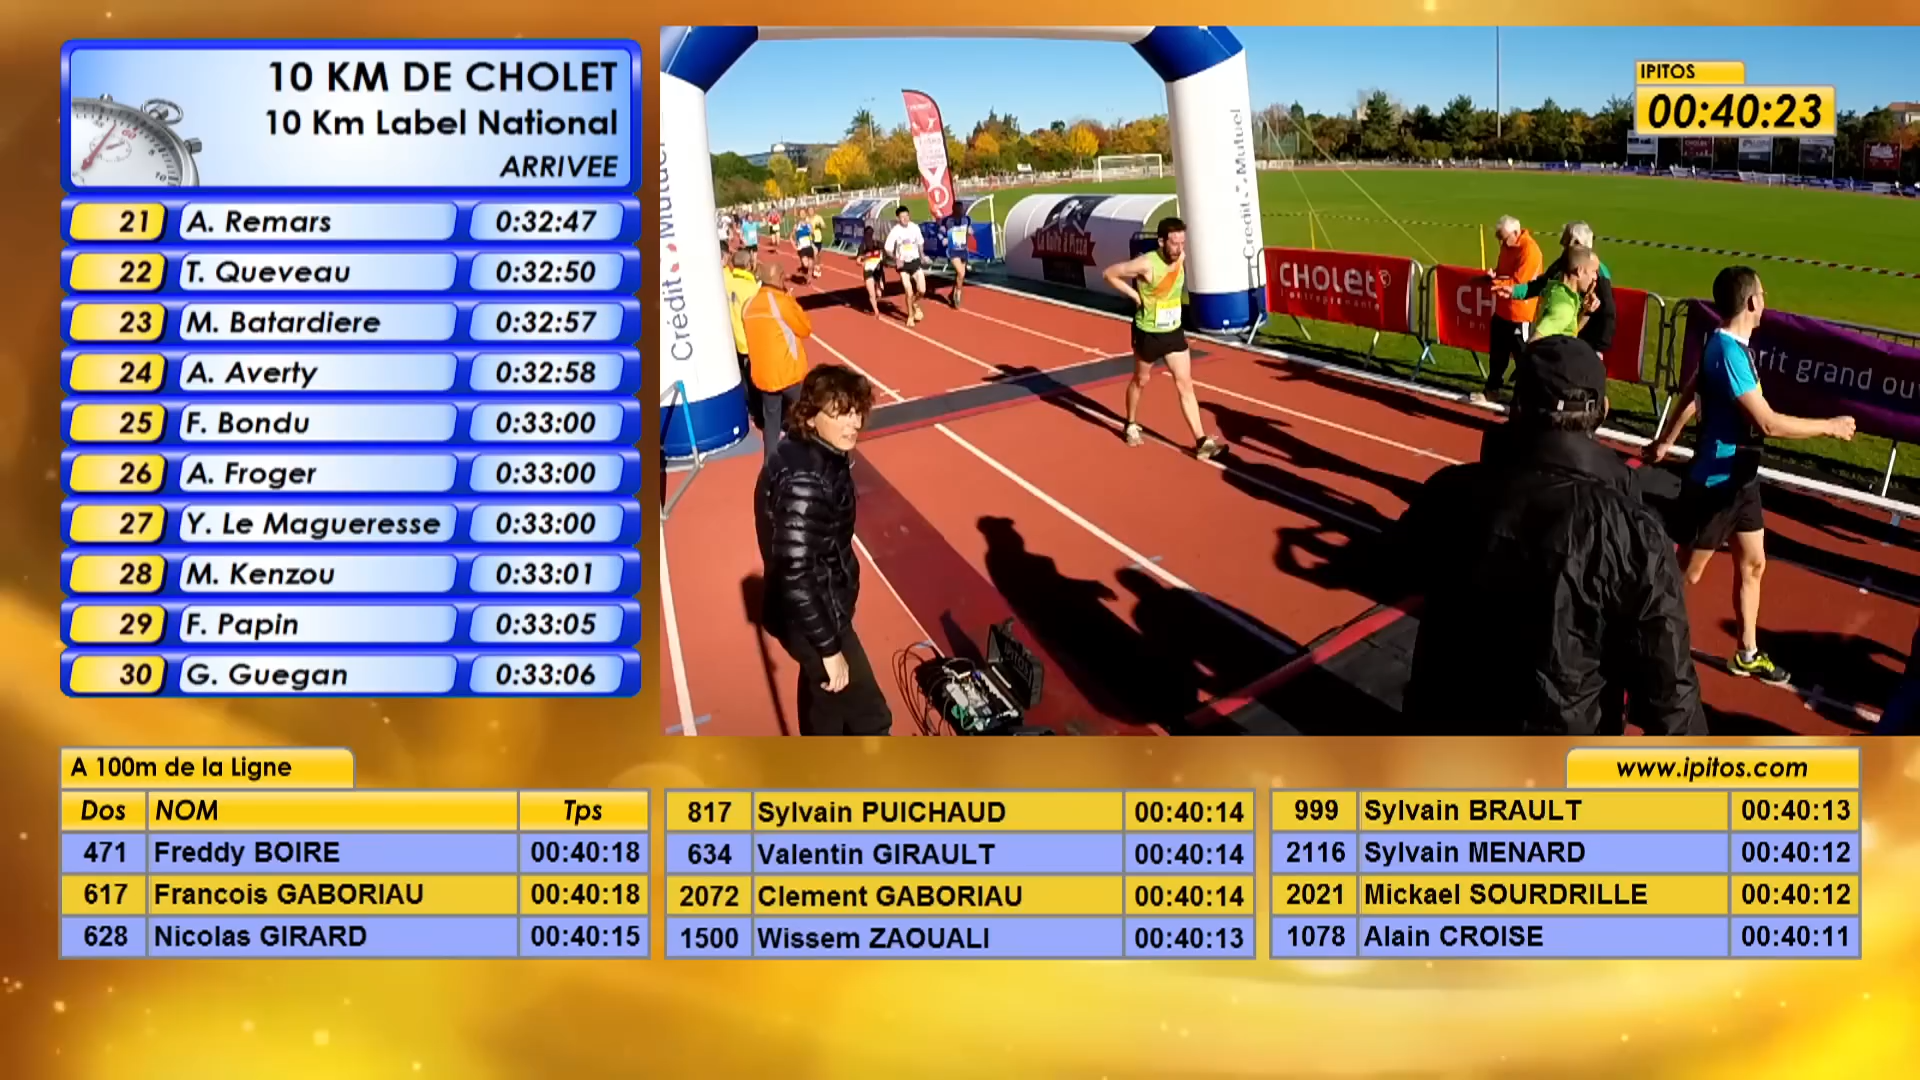 10 KM DE CHOLET
10 Km Label National
ARRIVEE
21 A. Remars 0:32:47
22 T. Queveau 0:32:50
23 M. Batardiere 0:32:57
24 A. Averty 0:32:58
25 F. Bondu 0:33:00
26 A. Froger 0:33:00
27 Y. Le Magueresse 0:33:00
28 M. Kenzou 0:33:01
29 F. Papin 0:33:05
30 G. Guegan 0:33:06
IPITOS
00:40:23
Crédit Mutuel
Crédit Mutuel
La Boîte à Pizza
CHOLET
l'entreprenante
CH
l'en
rit grand ou
A 100m de la Ligne
www.ipitos.com
Dos NOM Tps
471 Freddy BOIRE 00:40:18
617 Francois GABORIAU 00:40:18
628 Nicolas GIRARD 00:40:15
817 Sylvain PUICHAUD 00:40:14
634 Valentin GIRAULT 00:40:14
2072 Clement GABORIAU 00:40:14
1500 Wissem ZAOUALI 00:40:13
999 Sylvain BRAULT 00:40:13
2116 Sylvain MENARD 00:40:12
2021 Mickael SOURDRILLE 00:40:12
1078 Alain CROISE 00:40:11